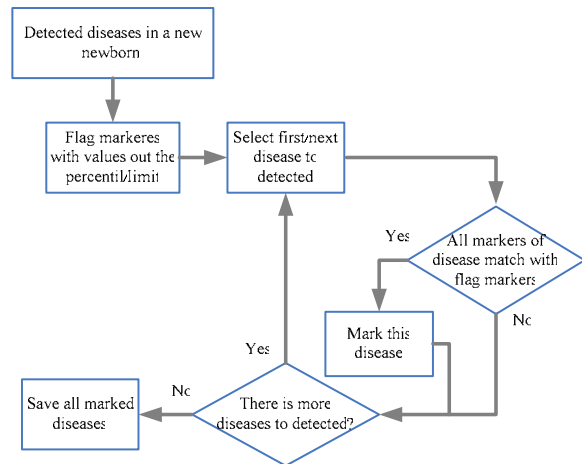 Detected diseases in a new
newborn
Flag markeres
with values out the
percentil/limit
Select first/next
disease to
detected
All markers of
disease match with
flag markers
Yes
No
Mark this
disease
Yes
There is more
diseases to detected?
No
Save all marked
diseases